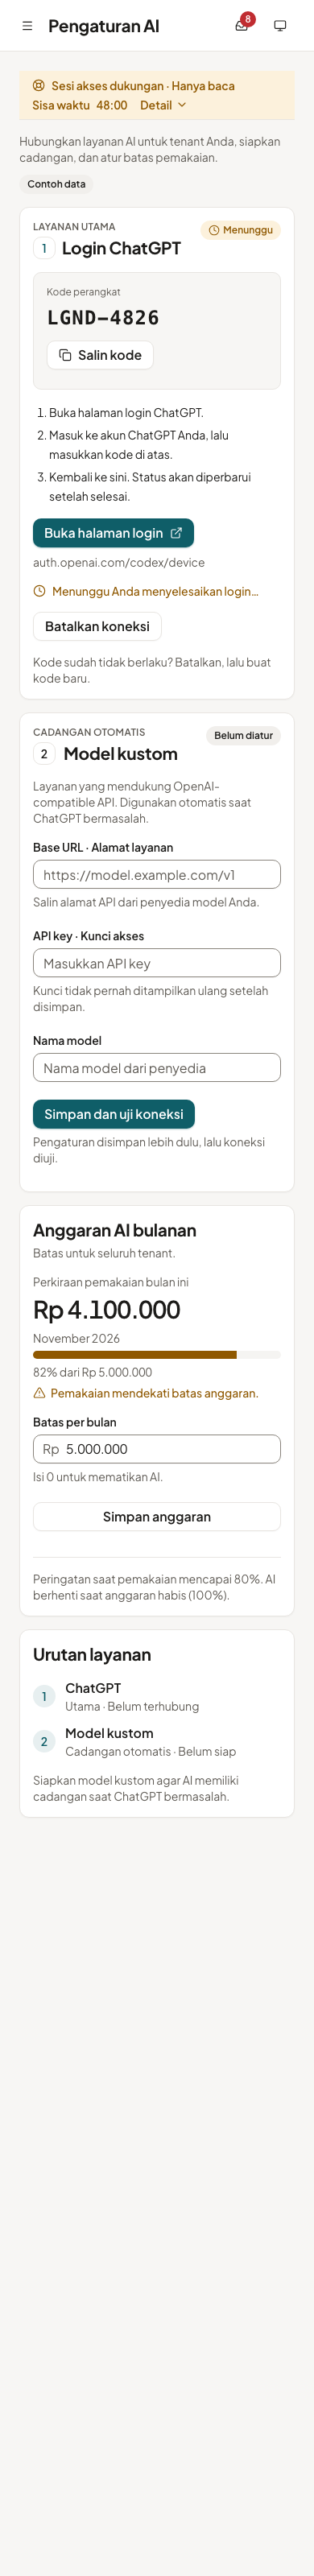 Pengaturan AI
8
Sesi akses dukungan · Hanya baca
Sisa waktu 48:00 Detail
Hubungkan layanan AI untuk tenant Anda, siapkan
cadangan, dan atur batas pemakaian.
Contoh data
LAYANAN UTAMA
Menunggu
1 Login ChatGPT
Kode perangkat
LGND–4826
Salin kode
1. Buka halaman login ChatGPT.
2. Masuk ke akun ChatGPT Anda, lalu
masukkan kode di atas.
3. Kembali ke sini. Status akan diperbarui
setelah selesai.
Buka halaman login
auth.openai.com/codex/device
Menunggu Anda menyelesaikan login…
Batalkan koneksi
Kode sudah tidak berlaku? Batalkan, lalu buat
kode baru.
CADANGAN OTOMATIS
Belum diatur
2 Model kustom
Layanan yang mendukung OpenAI-
compatible API. Digunakan otomatis saat
ChatGPT bermasalah.
Base URL · Alamat layanan
https://model.example.com/v1
Salin alamat API dari penyedia model Anda.
API key · Kunci akses
Masukkan API key
Kunci tidak pernah ditampilkan ulang setelah
disimpan.
Nama model
Nama model dari penyedia
Simpan dan uji koneksi
Pengaturan disimpan lebih dulu, lalu koneksi
diuji.
Anggaran AI bulanan
Batas untuk seluruh tenant.
Perkiraan pemakaian bulan ini
Rp 4.100.000
November 2026
82% dari Rp 5.000.000
Pemakaian mendekati batas anggaran.
Batas per bulan
Rp 5.000.000
Isi 0 untuk mematikan AI.
Simpan anggaran
Peringatan saat pemakaian mencapai 80%. AI
berhenti saat anggaran habis (100%).
Urutan layanan
1 ChatGPT
Utama · Belum terhubung
2 Model kustom
Cadangan otomatis · Belum siap
Siapkan model kustom agar AI memiliki
cadangan saat ChatGPT bermasalah.